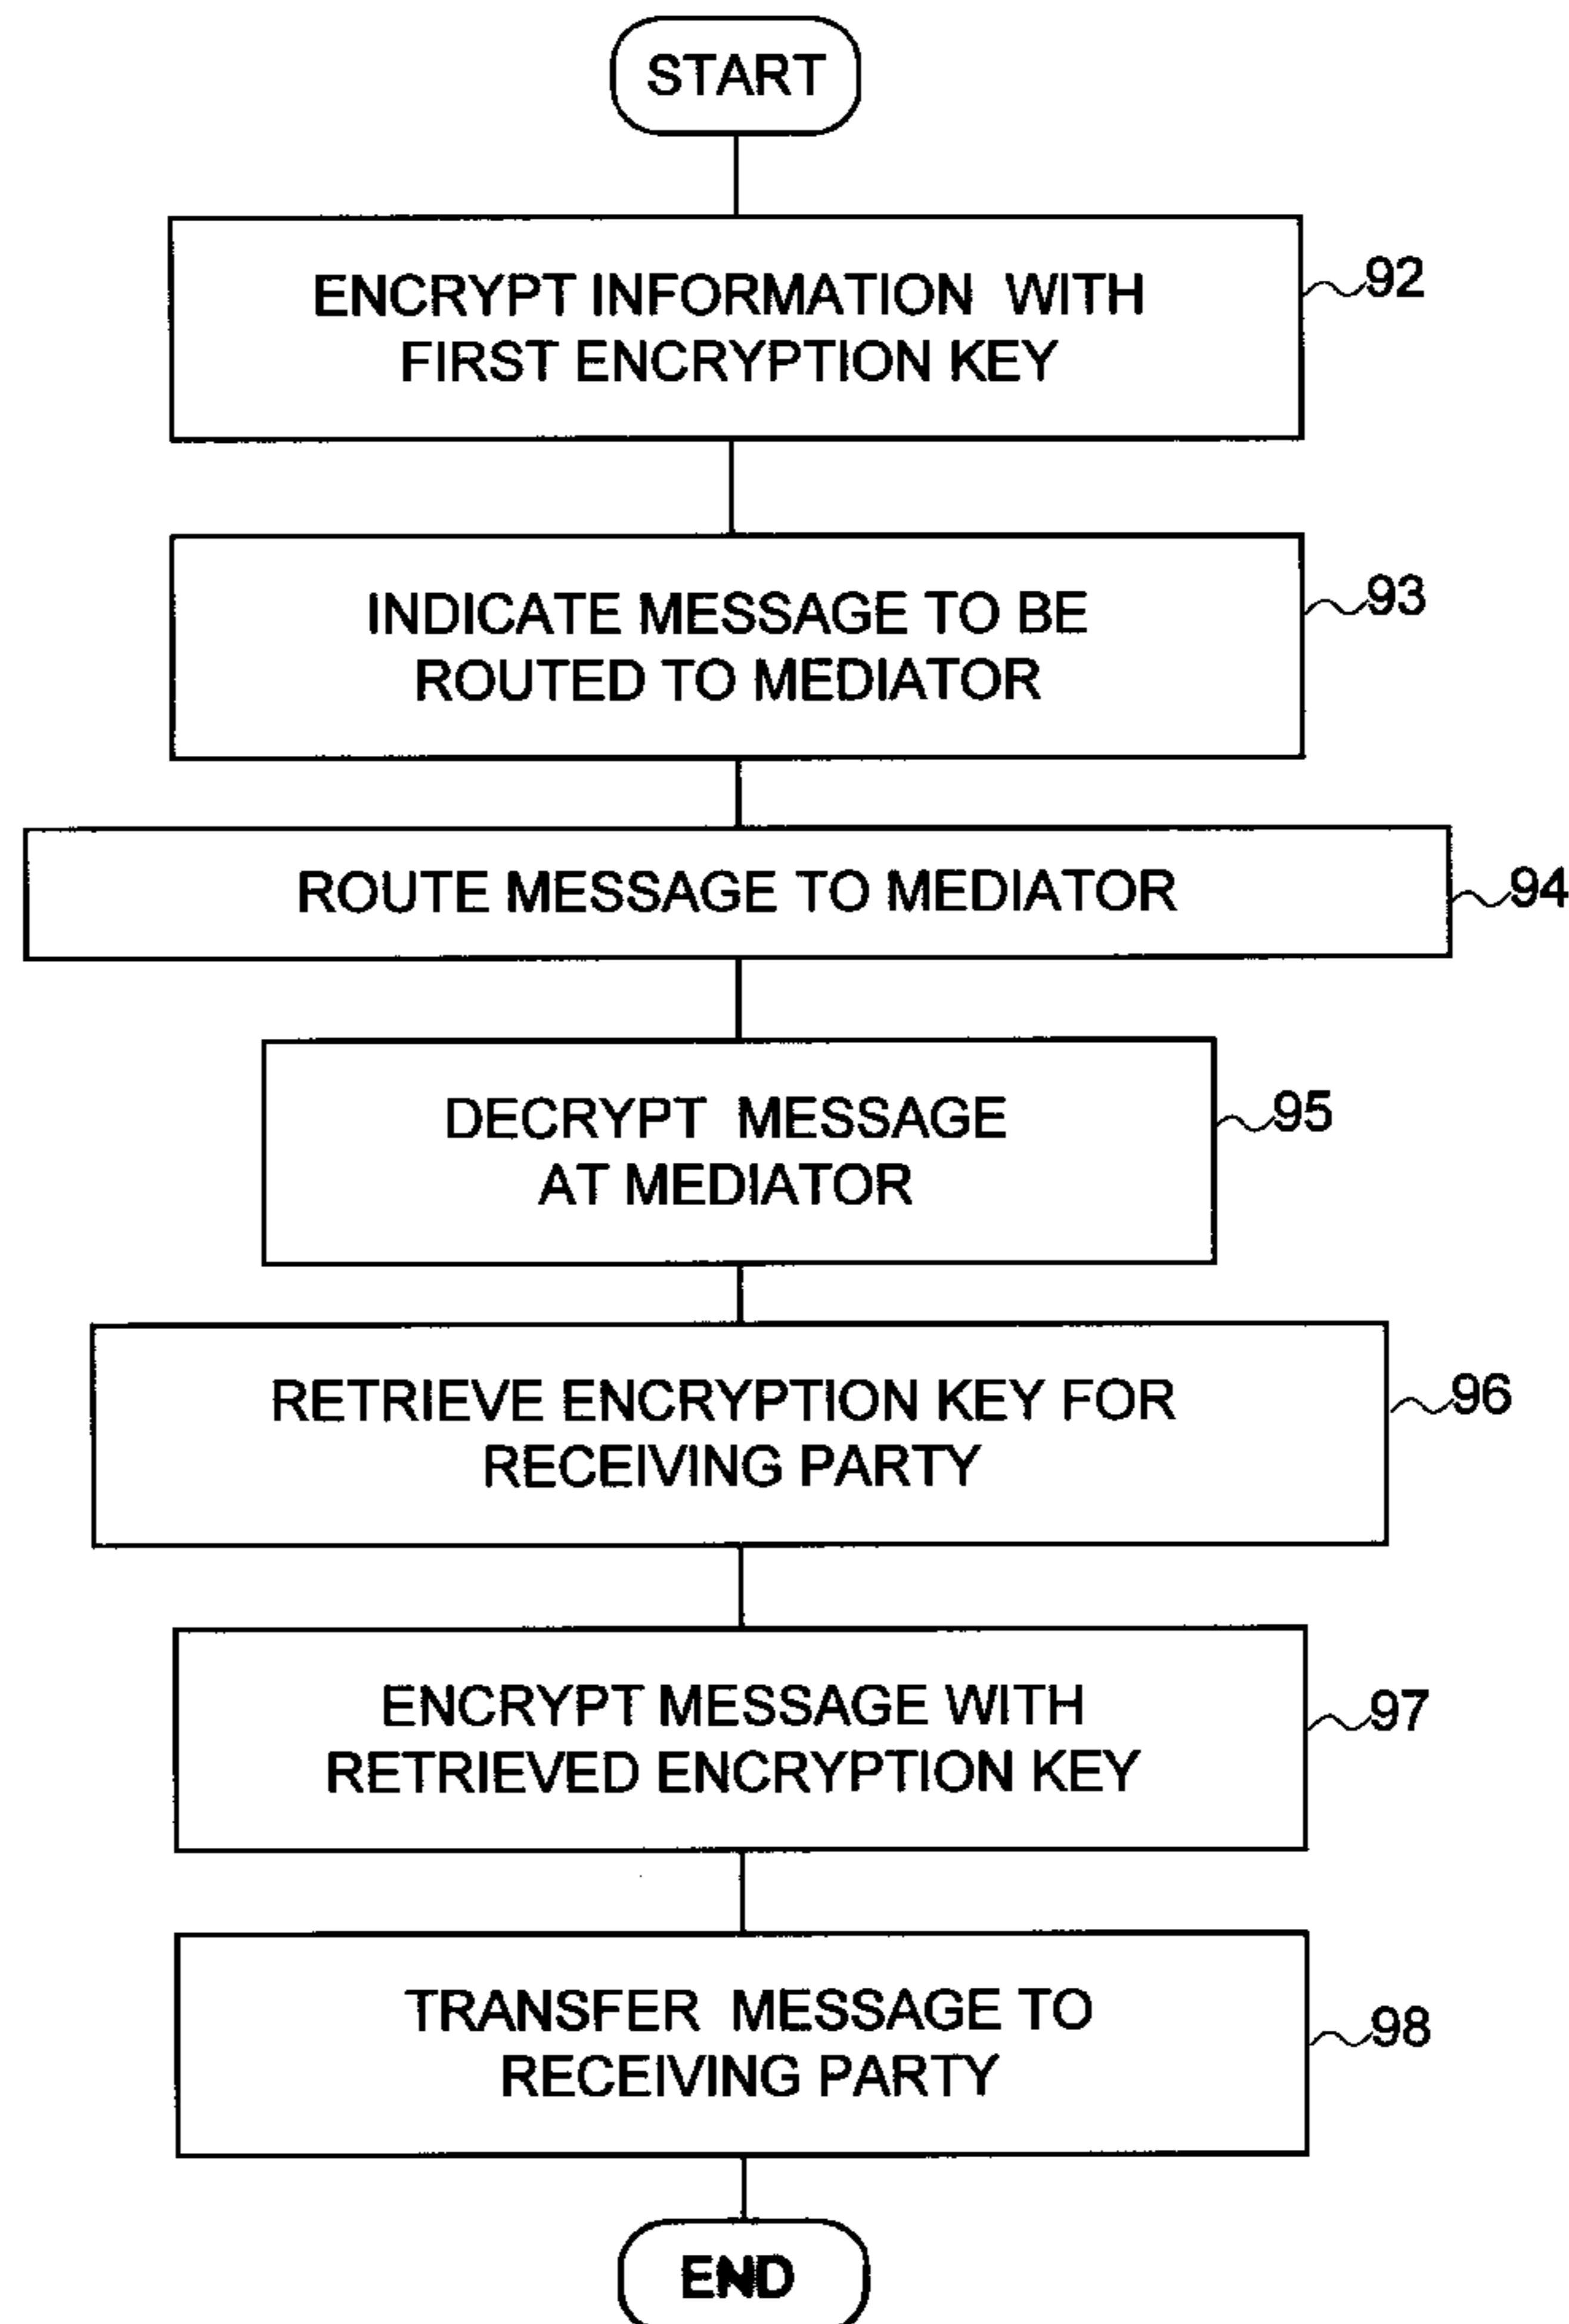 START
ENCRYPT INFORMATION WITH
FIRST ENCRYPTION KEY
92
INDICATE MESSAGE TO BE
ROUTED TO MEDIATOR
93
ROUTE MESSAGE TO MEDIATOR
94
DECRYPT MESSAGE
AT MEDIATOR
95
RETRIEVE ENCRYPTION KEY FOR
RECEIVING PARTY
96
ENCRYPT MESSAGE WITH
RETRIEVED ENCRYPTION KEY
97
TRANSFER MESSAGE TO
RECEIVING PARTY
98
END